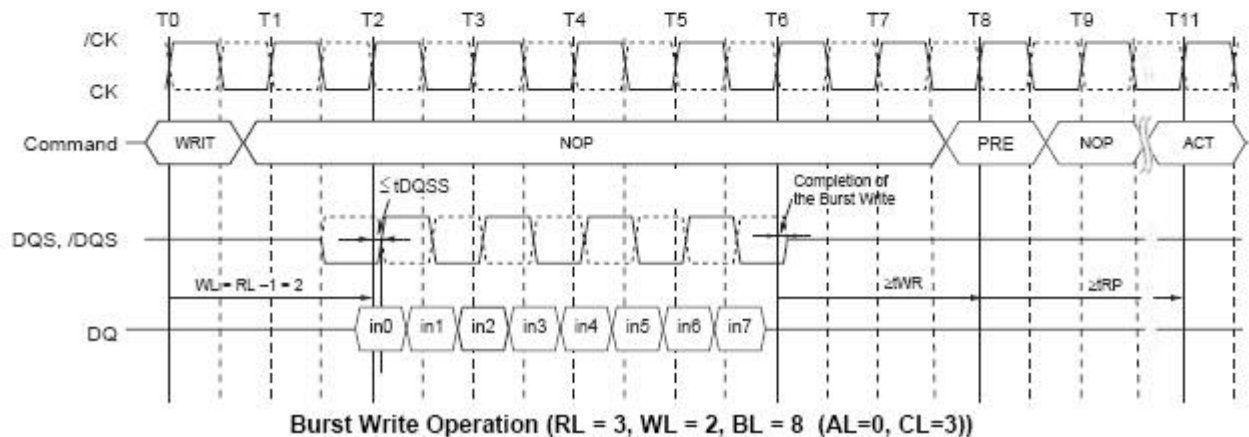 T0 T1 T2 T3 T4 T5 T6 T7 T8 T9 T11
/CK
CK
Command WRIT NOP PRE NOP ACT
≤ tDQSS
Completion of
the Burst Write
DQS, /DQS
WL = RL –1 = 2
≥tWR ≥tRP
DQ in0 in1 in2 in3 in4 in5 in6 in7
Burst Write Operation (RL = 3, WL = 2, BL = 8 (AL=0, CL=3))